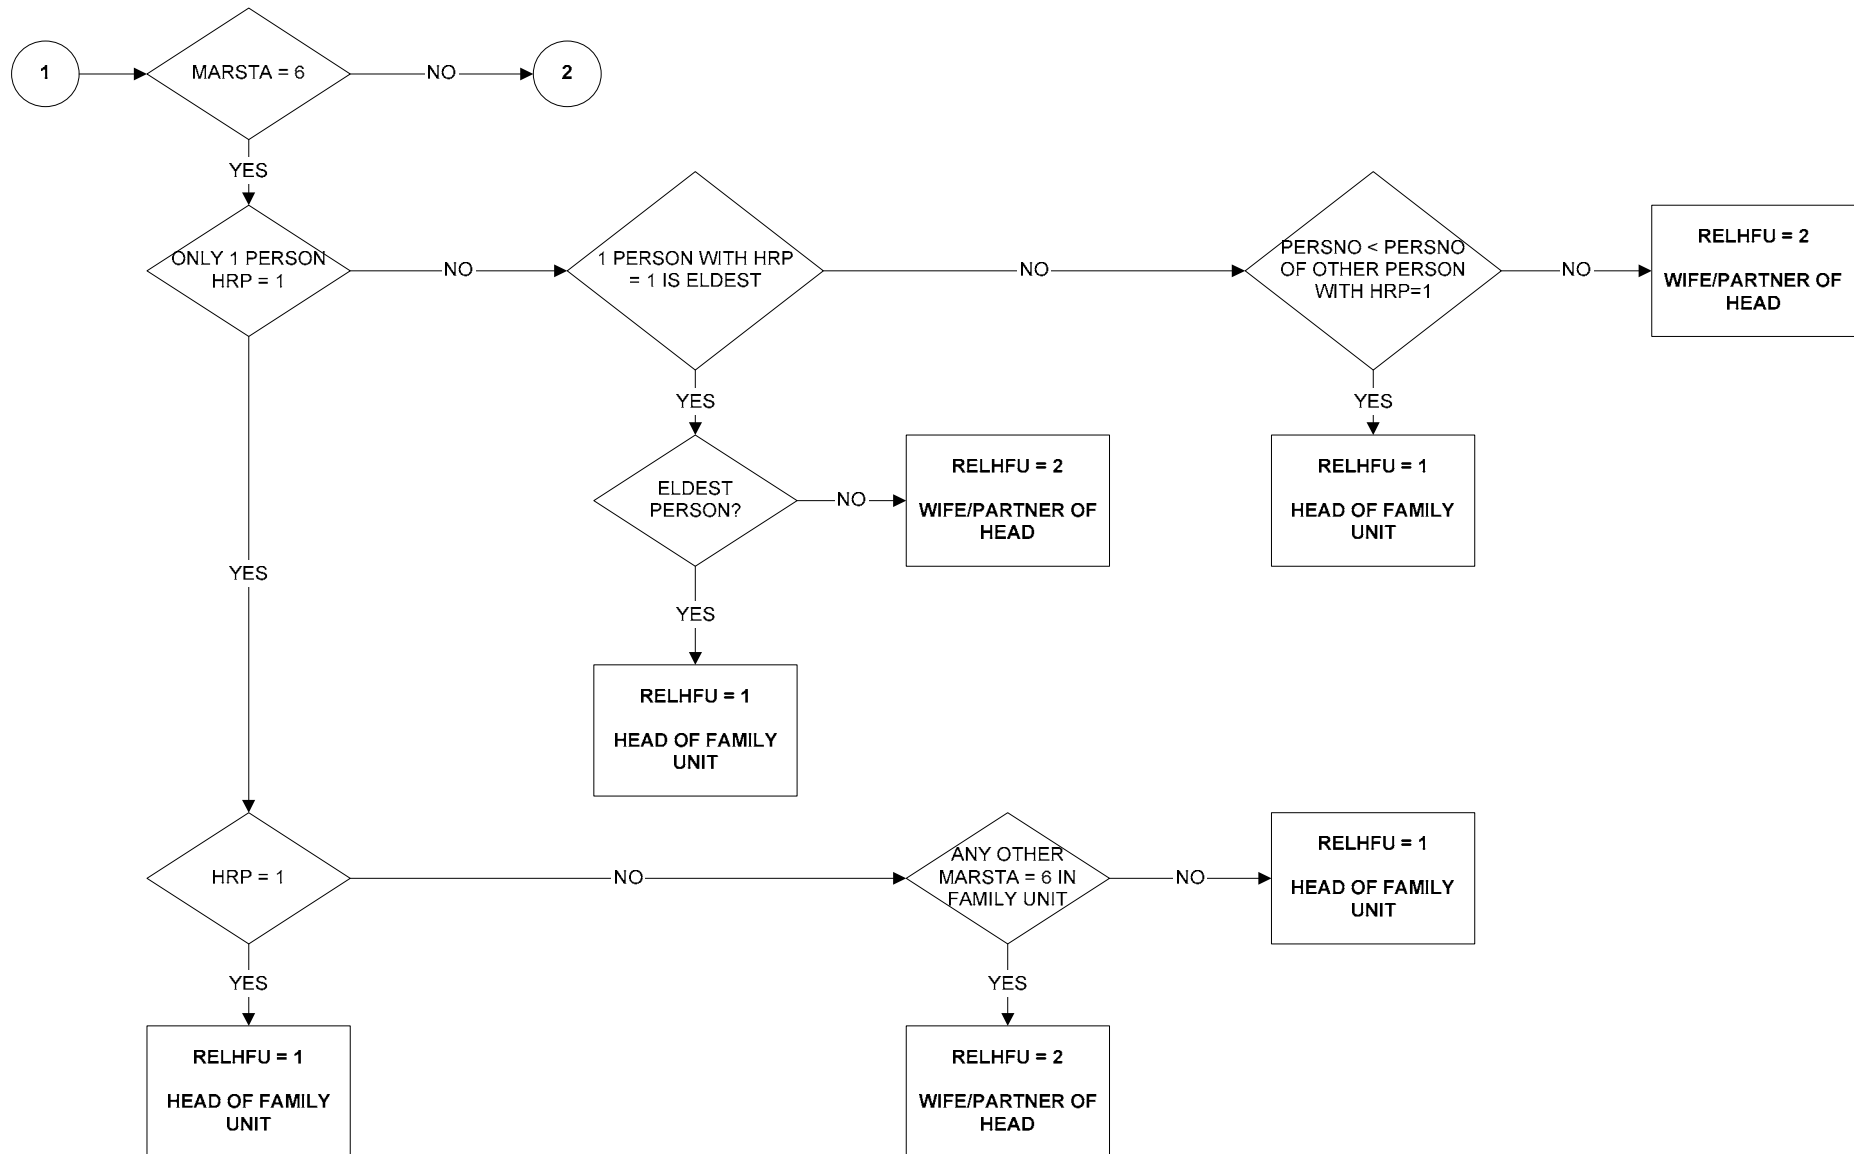 1
MARSTA = 6
NO
2
YES
ONLY 1 PERSON
HRP = 1
NO
1 PERSON WITH HRP
= 1 IS ELDEST
NO
PERSNO < PERSNO
OF OTHER PERSON
WITH HRP=1
NO
RELHFU = 2
WIFE/PARTNER OF
HEAD
YES
YES
ELDEST
PERSON?
NO
RELHFU = 2
WIFE/PARTNER OF
HEAD
RELHFU = 1
HEAD OF FAMILY
UNIT
YES
YES
RELHFU = 1
HEAD OF FAMILY
UNIT
HRP = 1
NO
ANY OTHER
MARSTA = 6 IN
FAMILY UNIT
NO
RELHFU = 1
HEAD OF FAMILY
UNIT
YES
YES
RELHFU = 1
HEAD OF FAMILY
UNIT
RELHFU = 2
WIFE/PARTNER OF
HEAD